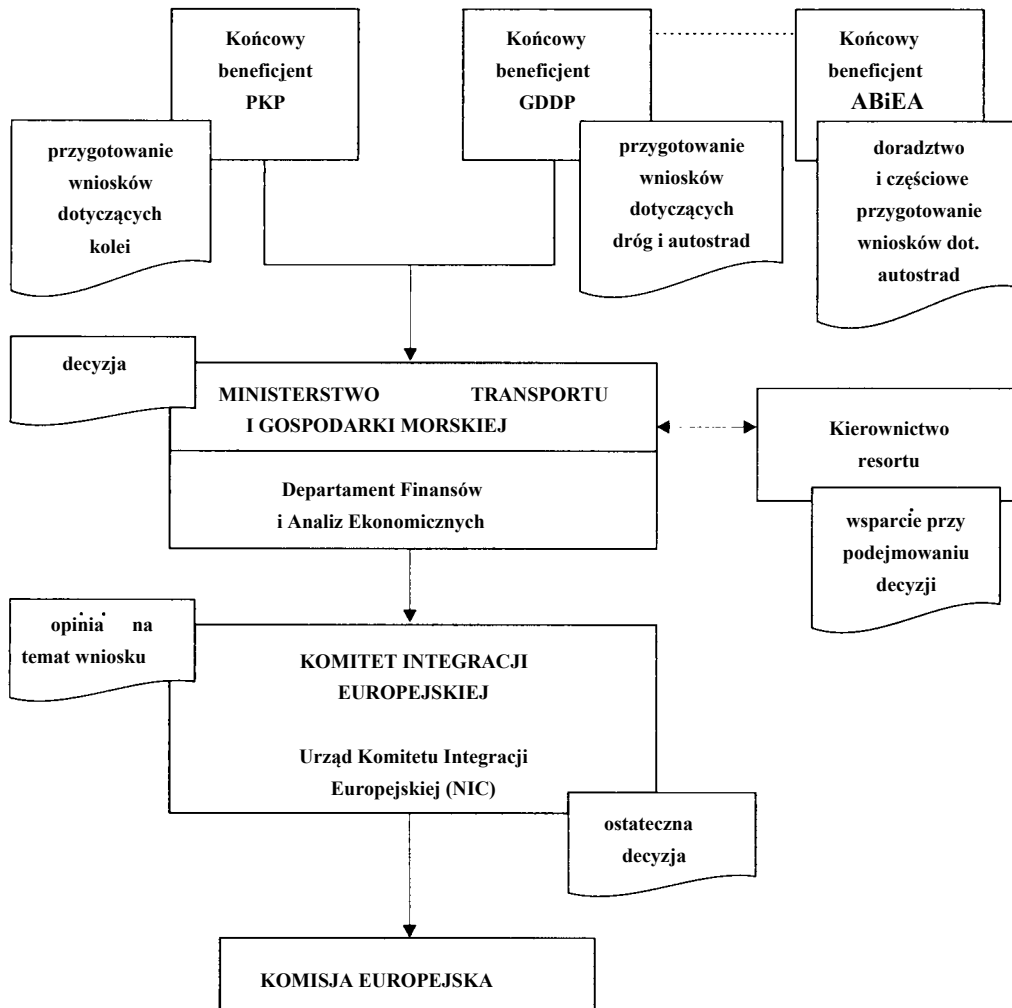 Końcowy
beneficjent
PKP
Końcowy
beneficjent
GDDP
Końcowy
beneficjent
ABiEA
przygotowanie
wniosków
dotyczących
kolei
przygotowanie
wniosków
dotyczących
dróg i autostrad
doradztwo
i częściowe
przygotowanie
wniosków dot.
autostrad
decyzja
MINISTERSTWO TRANSPORTU
I GOSPODARKI MORSKIEJ
Departament Finansów
i Analiz Ekonomicznych
Kierownictwo
resortu
wsparcie przy
podejmowaniu
decyzji
opinia na
temat wniosku
KOMITET INTEGRACJI
EUROPEJSKIEJ
Urząd Komitetu Integracji
Europejskiej (NIC)
ostateczna
decyzja
KOMISJA EUROPEJSKA